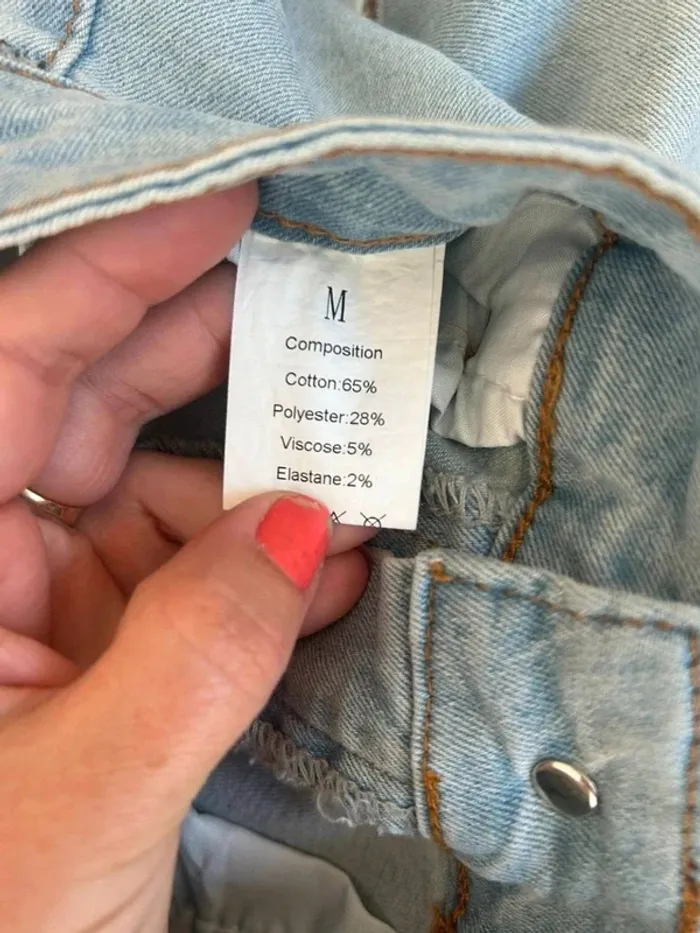 M
Composition
Cotton:65%
Polyester:28%
Viscose:5%
Elastane:2%